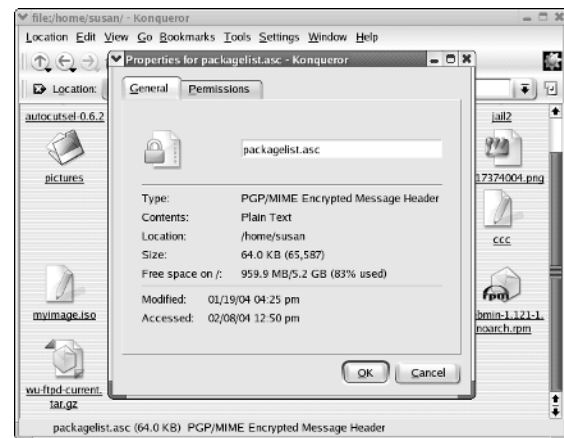 file:/home/susan/ - Konqueror
Location Edit View Go Bookmarks Tools Settings Window Help
Properties for packagelist.asc - Konqueror
Location:
General Permissions
autocutsel-0.6.2
jail2
packagelist.asc
pictures
17374004.png
Type: PGP/MIME Encrypted Message Header
Contents: Plain Text
Location: /home/susan
Size: 64.0 KB (65,587)
Free space on /: 959.9 MB/5.2 GB (83% used)
ccc
Modified: 01/19/04 04:25 pm
Accessed: 02/08/04 12:50 pm
rpm
myimage.iso
bmin-1.121-1.
noarch.rpm
OK Cancel
wu-ftpd-current.
tar.gz
packagelist.asc (64.0 KB) PGP/MIME Encrypted Message Header